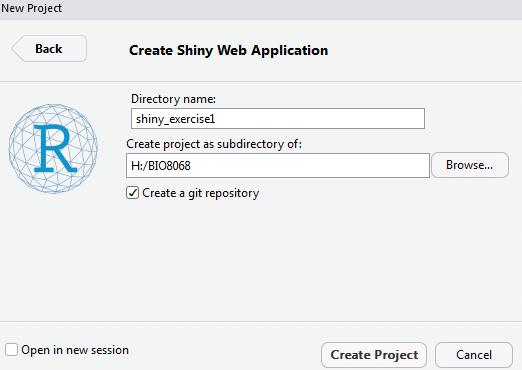 New Project
Back
Create Shiny Web Application
R
Directory name:
shiny_exercise1
Create project as subdirectory of:
H:/BIO8068
Browse...
Create a git repository
Open in new session
Create Project
Cancel